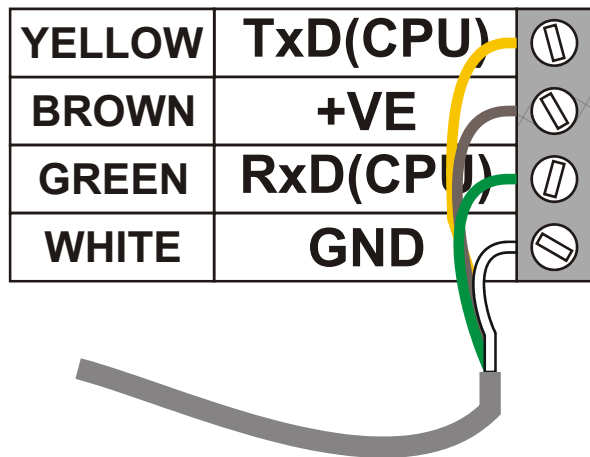 YELLOW TxD(CPU)
BROWN +VE
GREEN RxD(CPU)
WHITE GND